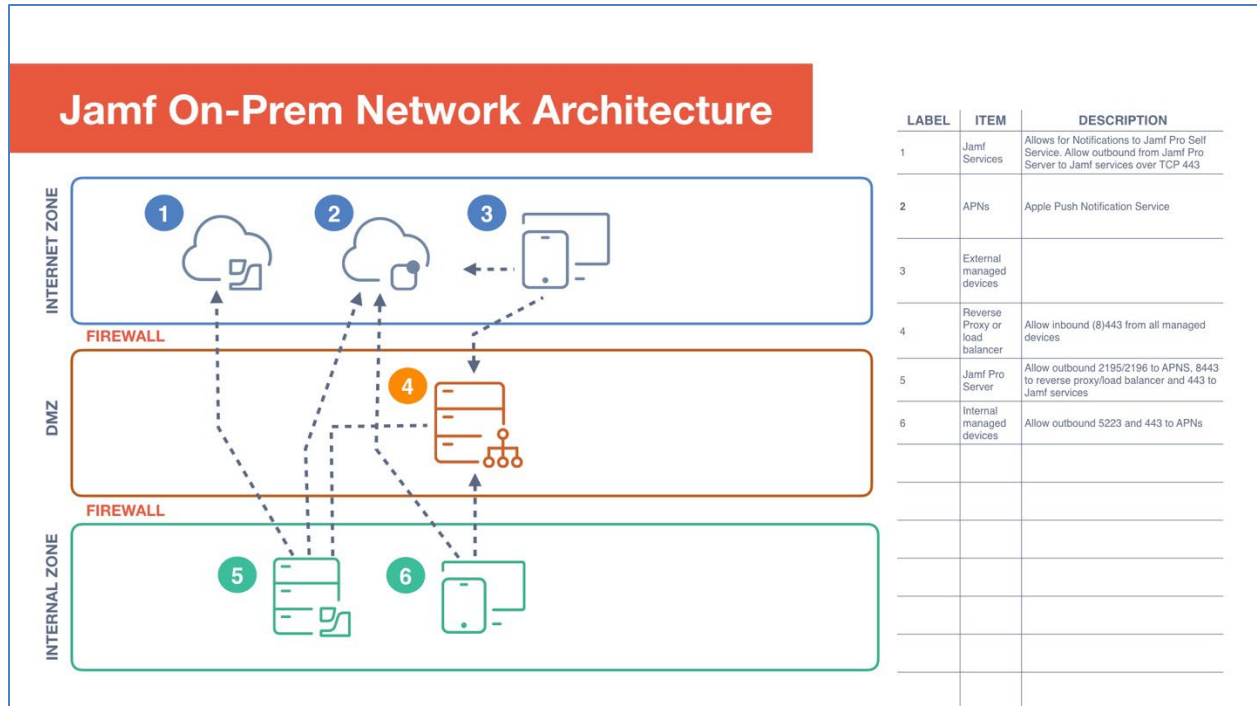 Jamf On-Prem Network Architecture
INTERNET ZONE
1
2
3
FIREWALL
DMZ
4
FIREWALL
INTERNAL ZONE
5
6
LABEL ITEM DESCRIPTION
1
Jamf
Services
Allows for Notifications to Jamf Pro Self
Service. Allow outbound from Jamf Pro
Server to Jamf services over TCP 443
2
APNs
Apple Push Notification Service
3
External
managed
devices
4
Reverse
Proxy or
load
balancer
Allow inbound (8)443 from all managed
devices
5
Jamf Pro
Server
Allow outbound 2195/2196 to APNS, 8443
to reverse proxy/load balancer and 443 to
Jamf services
6
Internal
managed
devices
Allow outbound 5223 and 443 to APNs